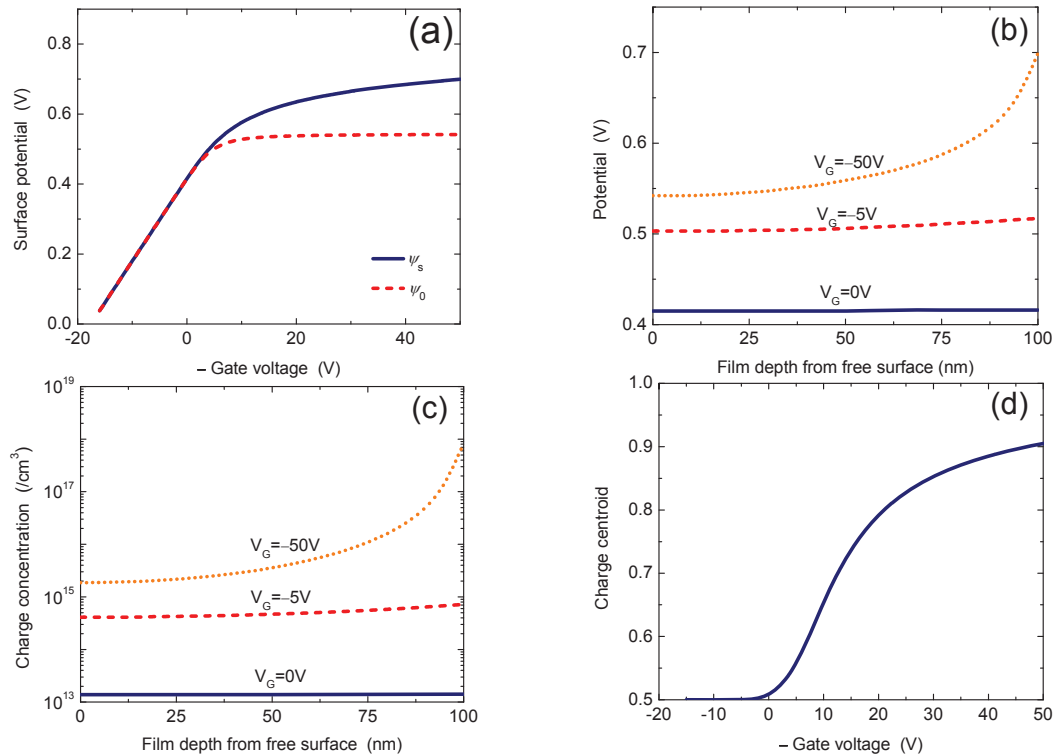 (a)
Surface potential (V)
0.8
0.6
0.4
0.2
0.0
ψs
ψ0
-20
0
20
40
– Gate voltage (V)
(b)
Potential (V)
0.7
0.6
0.5
0.4
VG=–50V
VG=–5V
VG=0V
0
25
50
75
100
Film depth from free surface (nm)
(c)
Charge concentration (/cm3)
10^19
10^17
10^15
10^13
VG=–50V
VG=–5V
VG=0V
0
25
50
75
100
Film depth from free surface (nm)
(d)
Charge centroid
1.0
0.9
0.8
0.7
0.6
0.5
-20
-10
0
10
20
30
40
50
– Gate voltage (V)